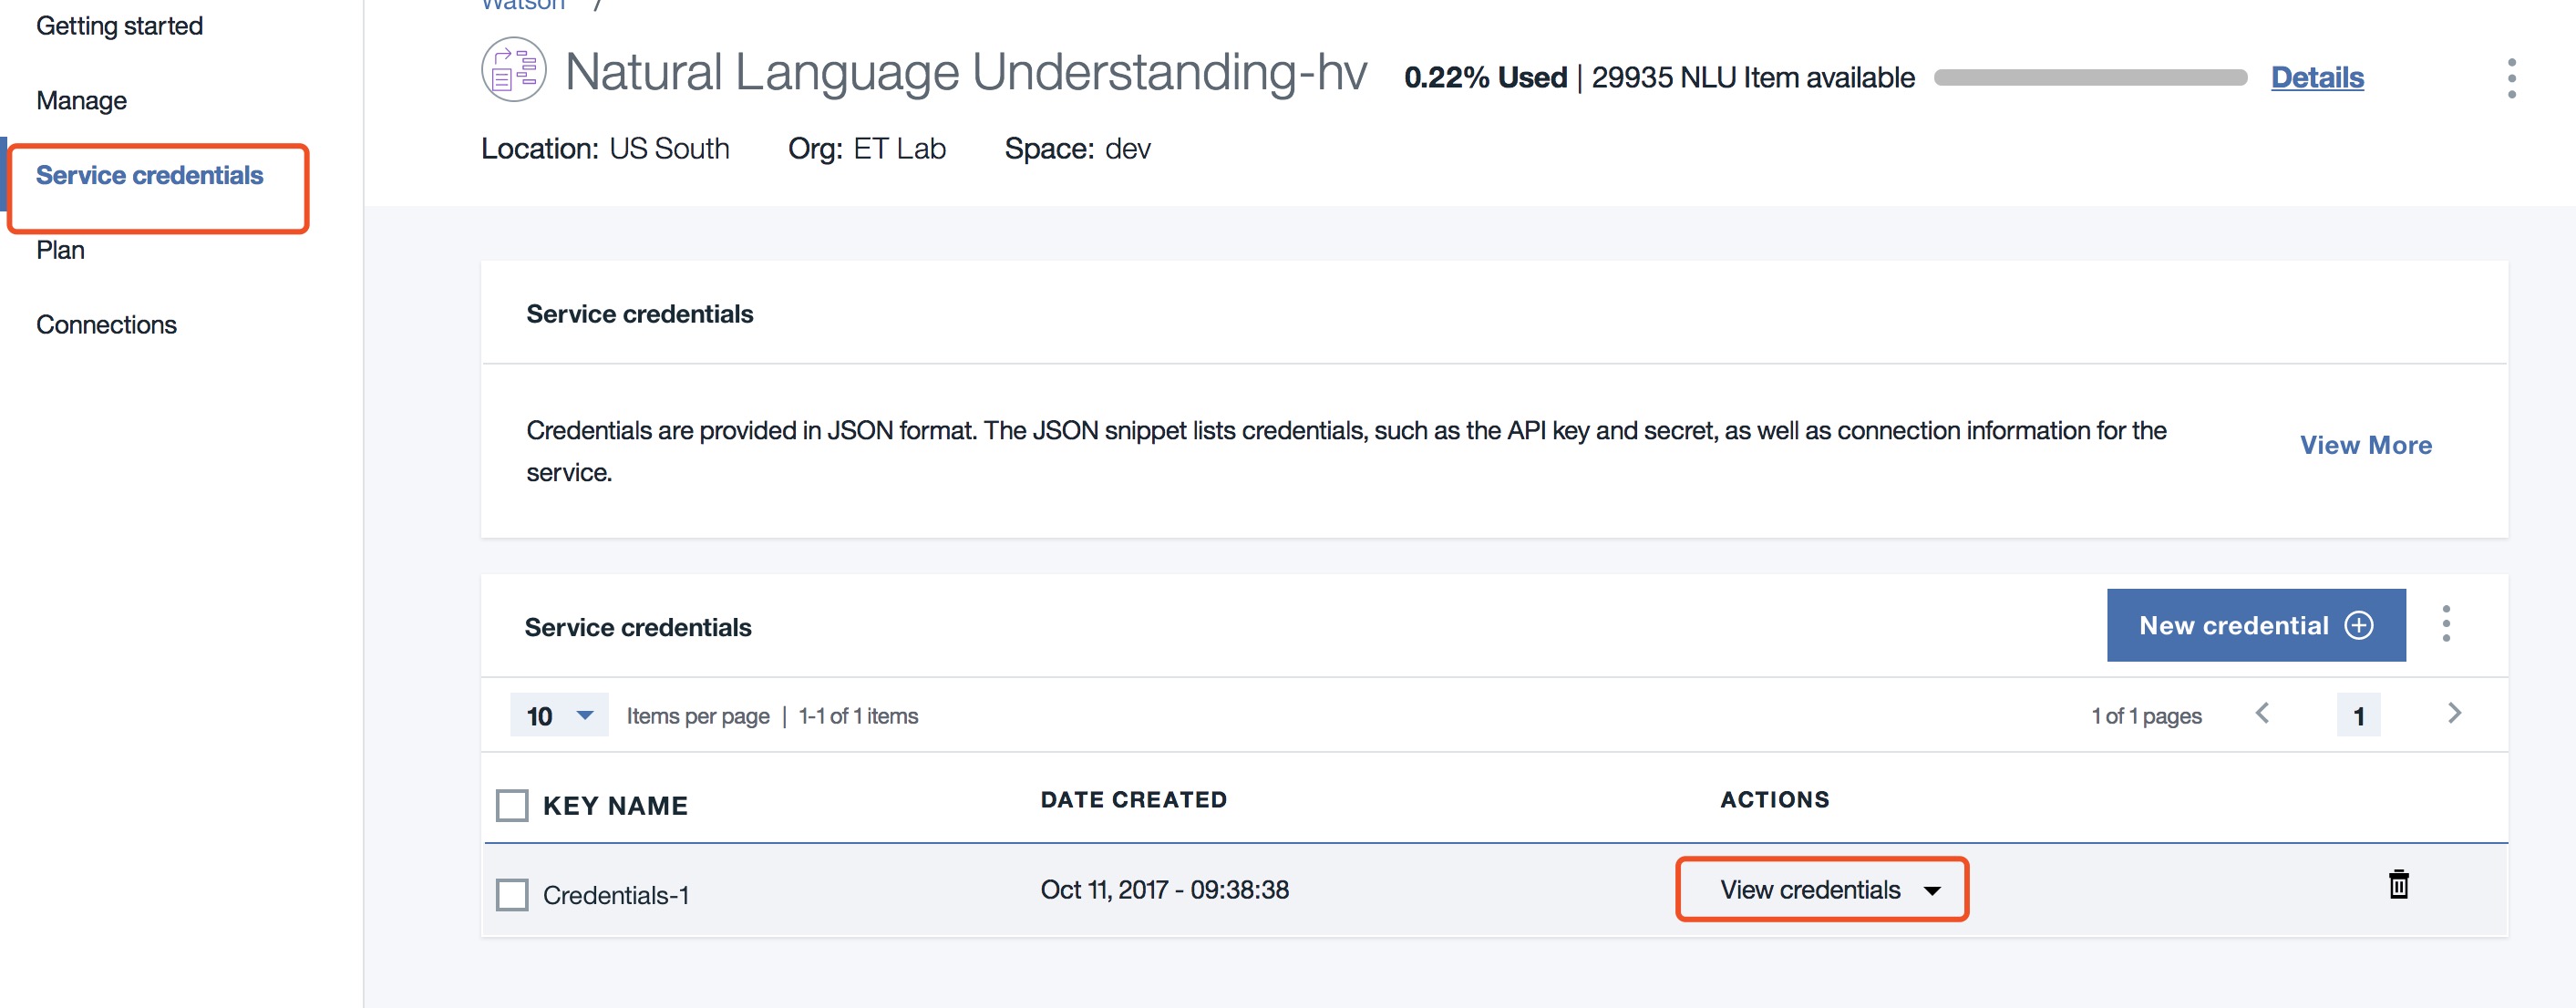 Watson /
Getting started
Manage
Service credentials
Plan
Connections
Natural Language Understanding-hv 0.22% Used | 29935 NLU Item available Details
Location: US South Org: ET Lab Space: dev
Service credentials
Credentials are provided in JSON format. The JSON snippet lists credentials, such as the API key and secret, as well as connection information for the
service.
View More
Service credentials
New credential
10 Items per page | 1-1 of 1 items 1 of 1 pages 1
KEY NAME DATE CREATED ACTIONS
Credentials-1 Oct 11, 2017 - 09:38:38 View credentials